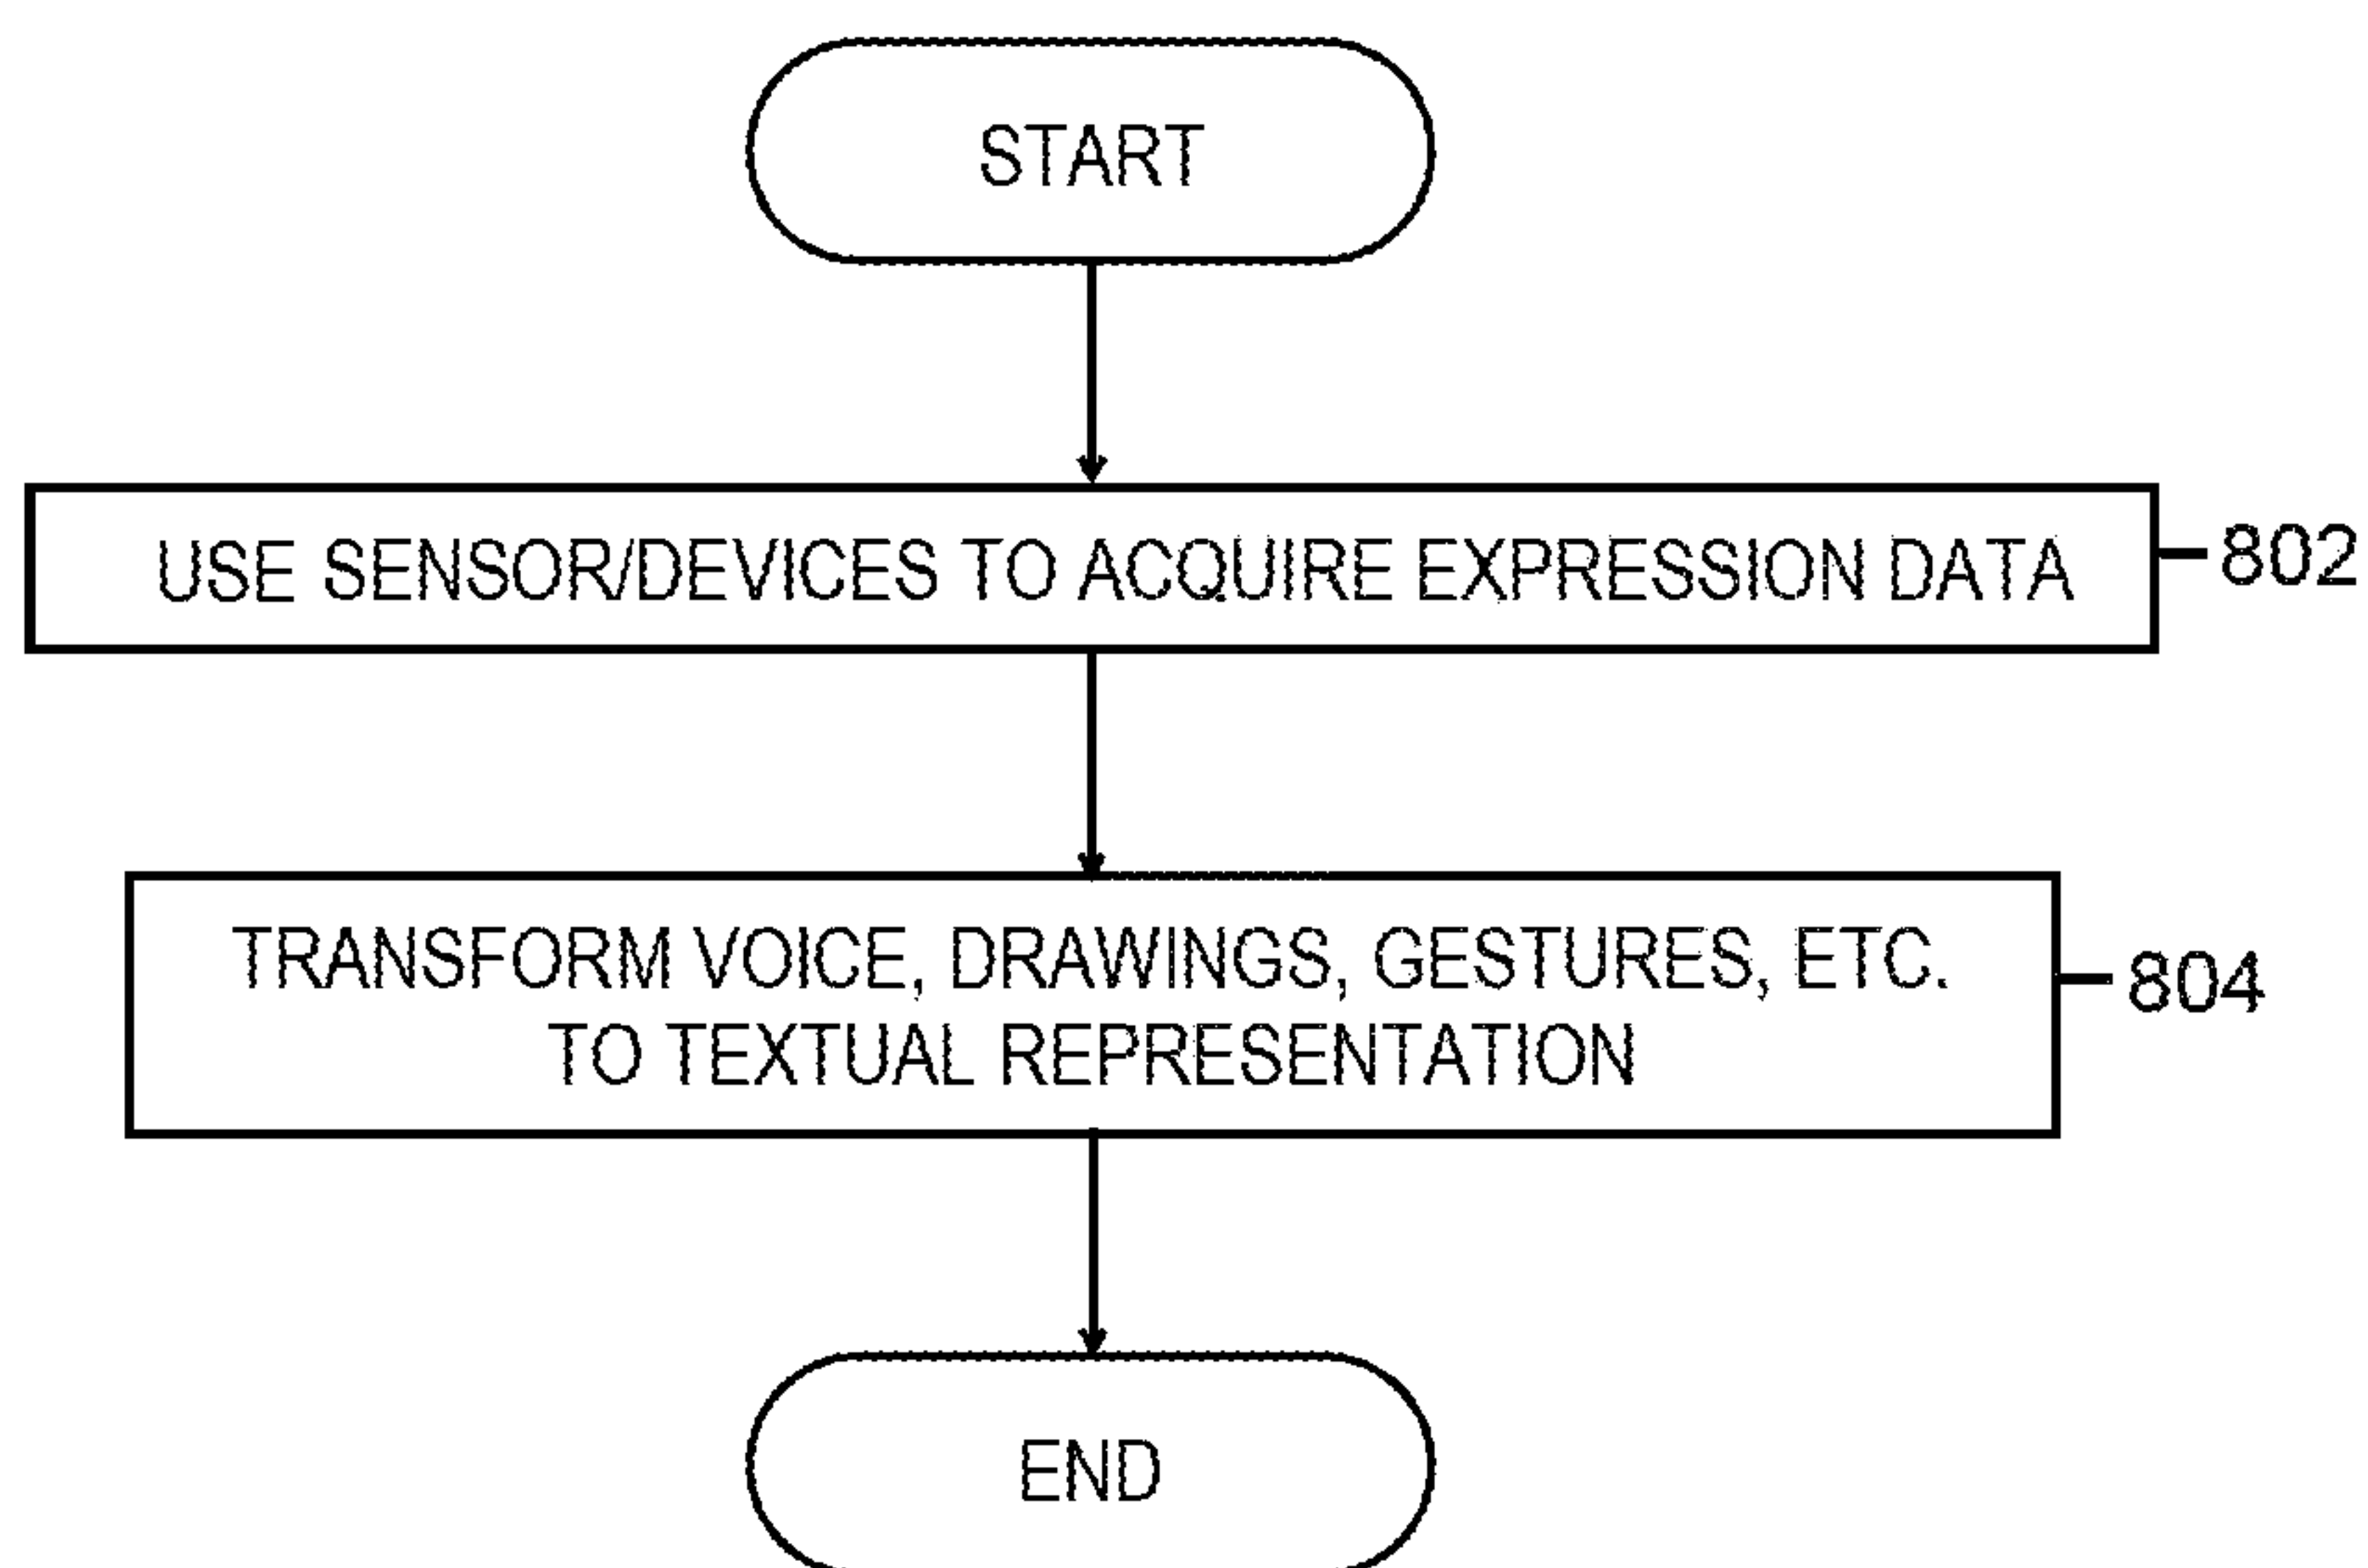 START
USE SENSOR/DEVICES TO ACQUIRE EXPRESSION DATA
802
TRANSFORM VOICE, DRAWINGS, GESTURES, ETC.
TO TEXTUAL REPRESENTATION
804
END